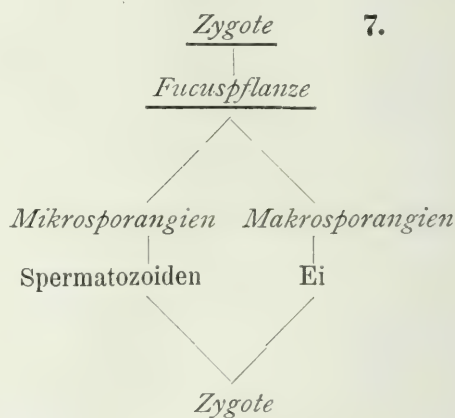 Zygote 7.
Fucuspflanze
Mikrosporangien Makrosporangien
Spermatozoiden Ei
Zygote